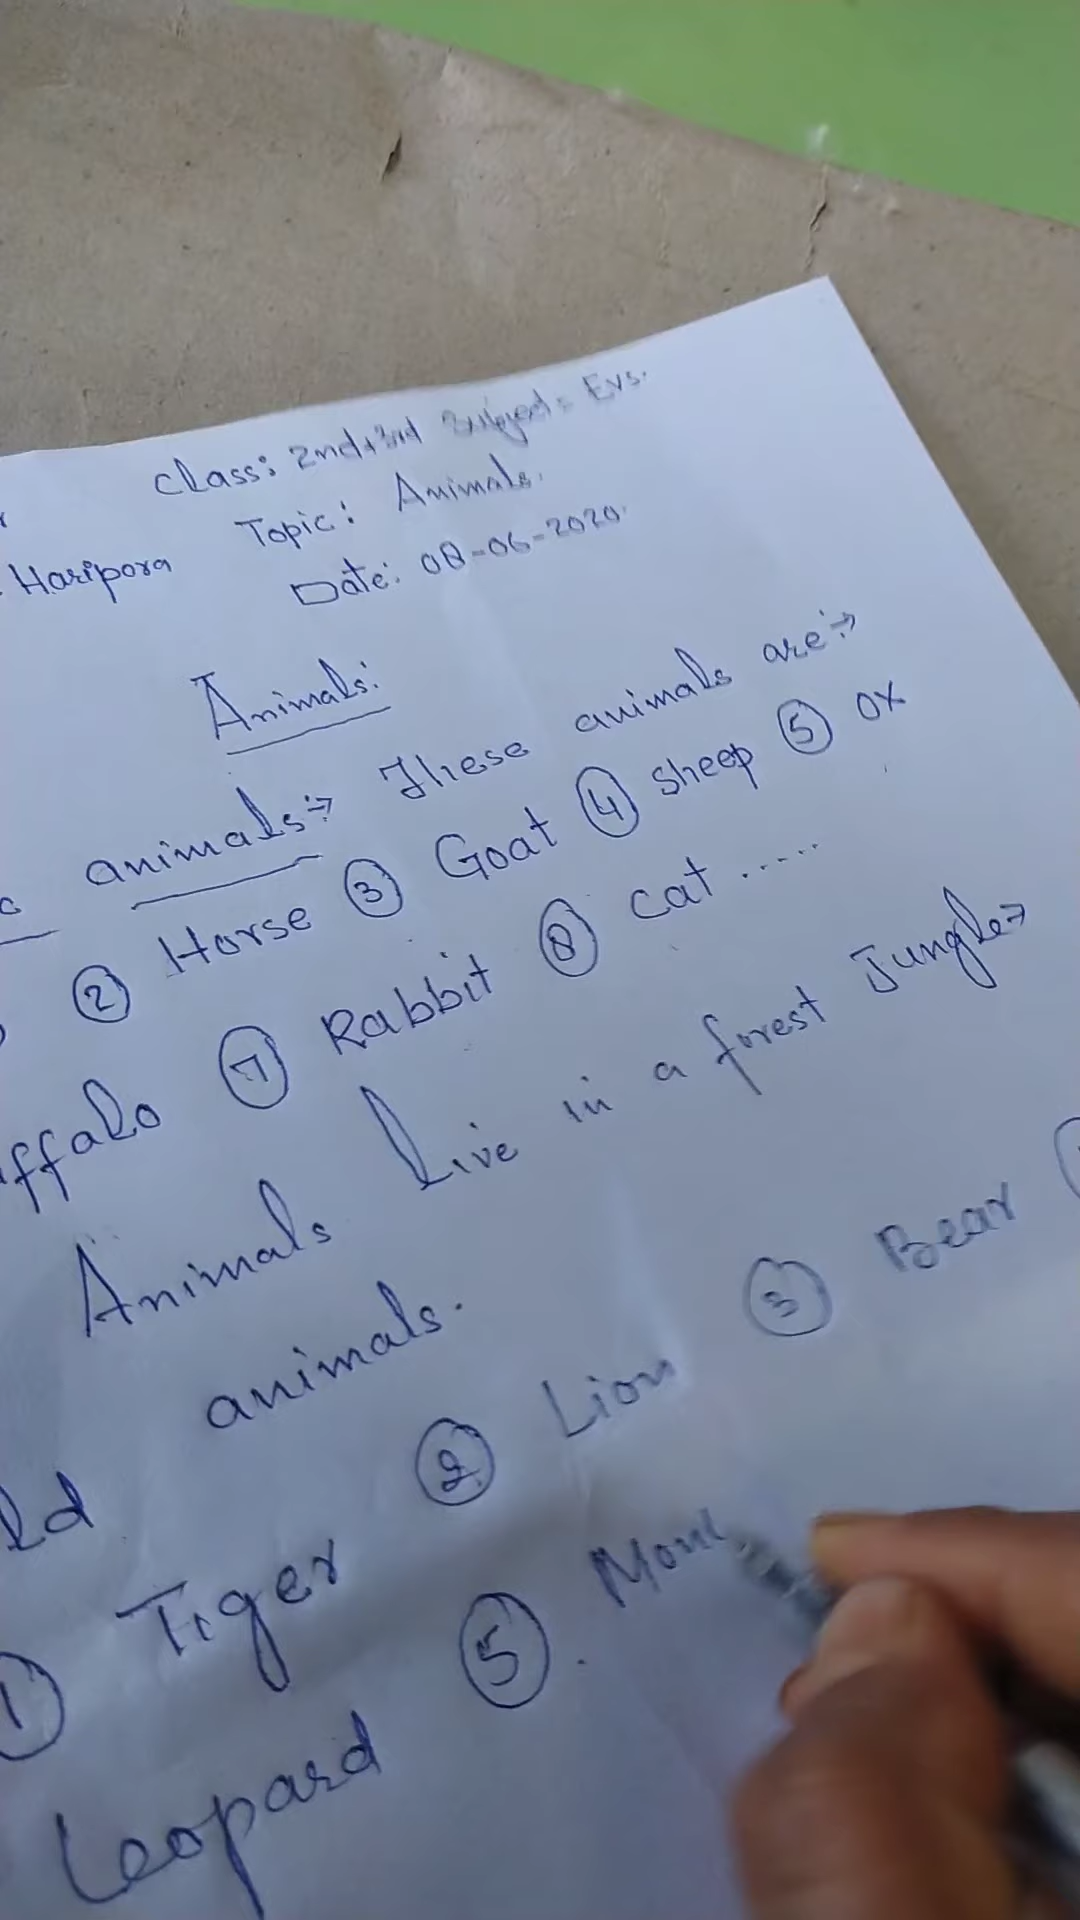 Class: 2nd+3rd Subject: Evs.
Haripora Topic: Animals.
Date: 08-06-2020.
Animals:
animals:→ These animals are:→
② Horse ③ Goat ④ Sheep ⑤ ox
ffalo ⑦ Rabbit ⑧ cat .....
Animals live in a forest Jungle→
ld animals.
① Tiger ② Lion ③ Bear
Leopard ⑤. Monk